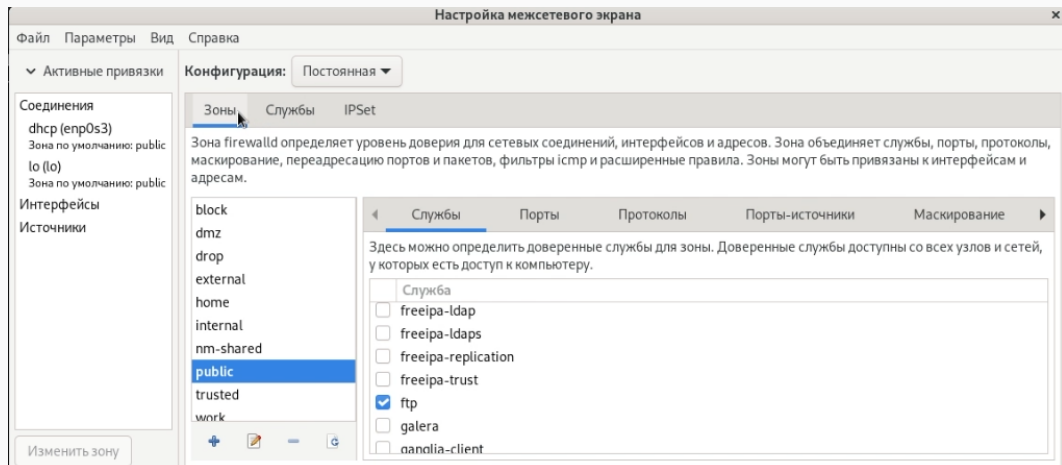 Настройка межсетевого экрана ×
Файл Параметры Вид Справка
Активные привязки
Соединения
dhcp (enp0s3)
Зона по умолчанию: public
lo (lo)
Зона по умолчанию: public
Интерфейсы
Источники
Изменить зону
Конфигурация: Постоянная
Зоны Службы IPSet
Зона firewalld определяет уровень доверия для сетевых соединений, интерфейсов и адресов. Зона объединяет службы, порты, протоколы,
маскирование, переадресацию портов и пакетов, фильтры icmp и расширенные правила. Зоны могут быть привязаны к интерфейсам и
адресам.
block
dmz
drop
external
home
internal
nm-shared
public
trusted
work
Службы Порты Протоколы Порты-источники Маскирование
Здесь можно определить доверенные службы для зоны. Доверенные службы доступны со всех узлов и сетей,
у которых есть доступ к компьютеру.
Служба
freeipa-ldap
freeipa-ldaps
freeipa-replication
freeipa-trust
ftp
galera
ganglia-client